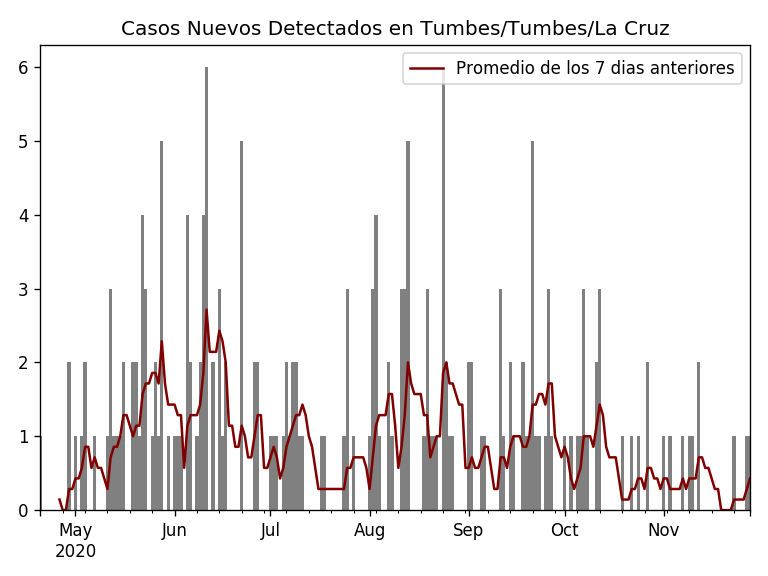 Casos Nuevos Detectados en Tumbes/Tumbes/La Cruz
Promedio de los 7 dias anteriores
6
5
4
3
2
1
0
May Jun Jul Aug Sep Oct Nov
2020